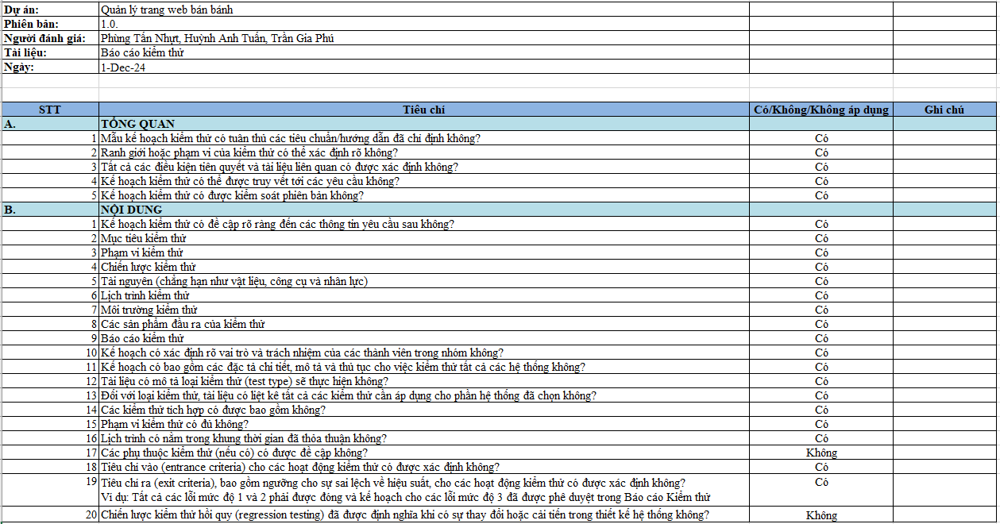 Dự án: Quản lý trang web bán bánh
Phiên bản: 1.0.
Người đánh giá: Phùng Tấn Nhựt, Huỳnh Anh Tuấn, Trần Gia Phú
Tài liệu: Báo cáo kiểm thử
Ngày: 1-Dec-24
STT Tiêu chí Có/Không/Không áp dụng Ghi chú
A. TỔNG QUAN
1 Mẫu kế hoạch kiểm thử có tuân thủ các tiêu chuẩn/hướng dẫn đã chỉ định không? Có
2 Ranh giới hoặc phạm vi của kiểm thử có thể xác định rõ không? Có
3 Tất cả các điều kiện tiên quyết và tài liệu liên quan có được xác định không? Có
4 Kế hoạch kiểm thử có thể được truy vết tới các yêu cầu không? Có
5 Kế hoạch kiểm thử có được kiểm soát phiên bản không? Có
B. NỘI DUNG
1 Kế hoạch kiểm thử có đề cập rõ ràng đến các thông tin yêu cầu sau không? Có
2 Mục tiêu kiểm thử Có
3 Phạm vi kiểm thử Có
4 Chiến lược kiểm thử Có
5 Tài nguyên (chẳng hạn như vật liệu, công cụ và nhân lực) Có
6 Lịch trình kiểm thử Có
7 Môi trường kiểm thử Có
8 Các sản phẩm đầu ra của kiểm thử Có
9 Báo cáo kiểm thử Có
10 Kế hoạch có xác định rõ vai trò và trách nhiệm của các thành viên trong nhóm không? Có
11 Kế hoạch có bao gồm các đặc tả chi tiết, mô tả và thủ tục cho việc kiểm thử tất cả các hệ thống không? Có
12 Tài liệu có mô tả loại kiểm thử (test type) sẽ thực hiện không? Có
13 Đối với loại kiểm thử, tài liệu có liệt kê tất cả các kiểm thử cần áp dụng cho phần hệ thống đã chọn không? Có
14 Các kiểm thử tích hợp có được bao gồm không? Có
15 Phạm vi kiểm thử có đủ không? Có
16 Lịch trình có nằm trong khung thời gian đã thỏa thuận không? Có
17 Các phụ thuộc kiểm thử (nếu có) có được đề cập không? Không
18 Tiêu chí vào (entrance criteria) cho các hoạt động kiểm thử có được xác định không? Có
19 Tiêu chí ra (exit criteria), bao gồm ngưỡng cho sự sai lệch về hiệu suất, cho các hoạt động kiểm thử có được xác định không? Có
Ví dụ: Tất cả các lỗi mức độ 1 và 2 phải được đóng và kế hoạch cho các lỗi mức độ 3 đã được phê duyệt trong Báo cáo Kiểm thử
20 Chiến lược kiểm thử hồi quy (regression testing) đã được định nghĩa khi có sự thay đổi hoặc cải tiến trong thiết kế hệ thống không? Không